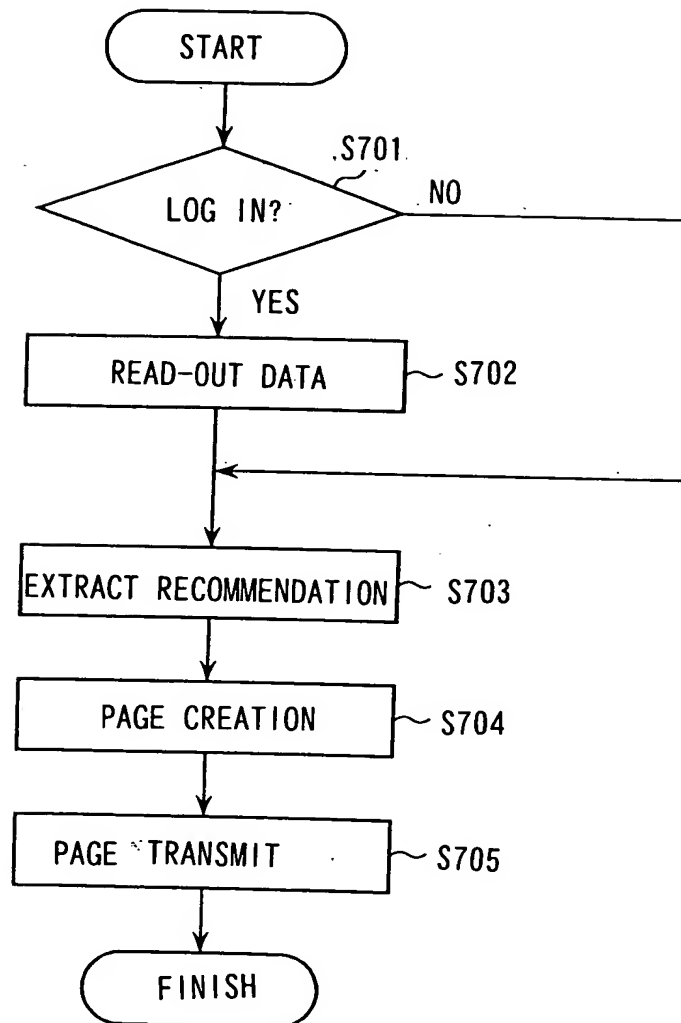 START
S701
LOG IN?
NO
YES
READ-OUT DATA
S702
EXTRACT RECOMMENDATION
S703
PAGE CREATION
S704
PAGE TRANSMIT
S705
FINISH